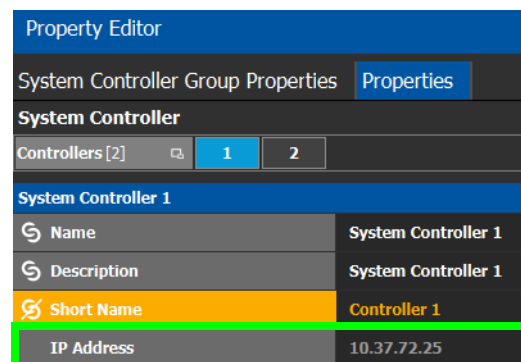 Property Editor
System Controller Group Properties Properties
System Controller
Controllers [2] 1 2
System Controller 1
Name System Controller 1
Description System Controller 1
Short Name Controller 1
IP Address 10.37.72.25